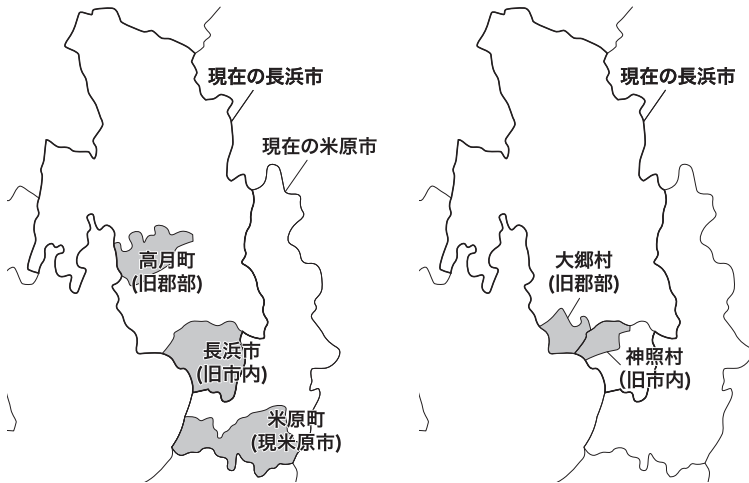 現在の長浜市
現在の米原市
高月町
(旧郡部)
長浜市
(旧市内)
米原町
(現米原市)
現在の長浜市
大郷村
(旧郡部)
神照村
(旧市内)